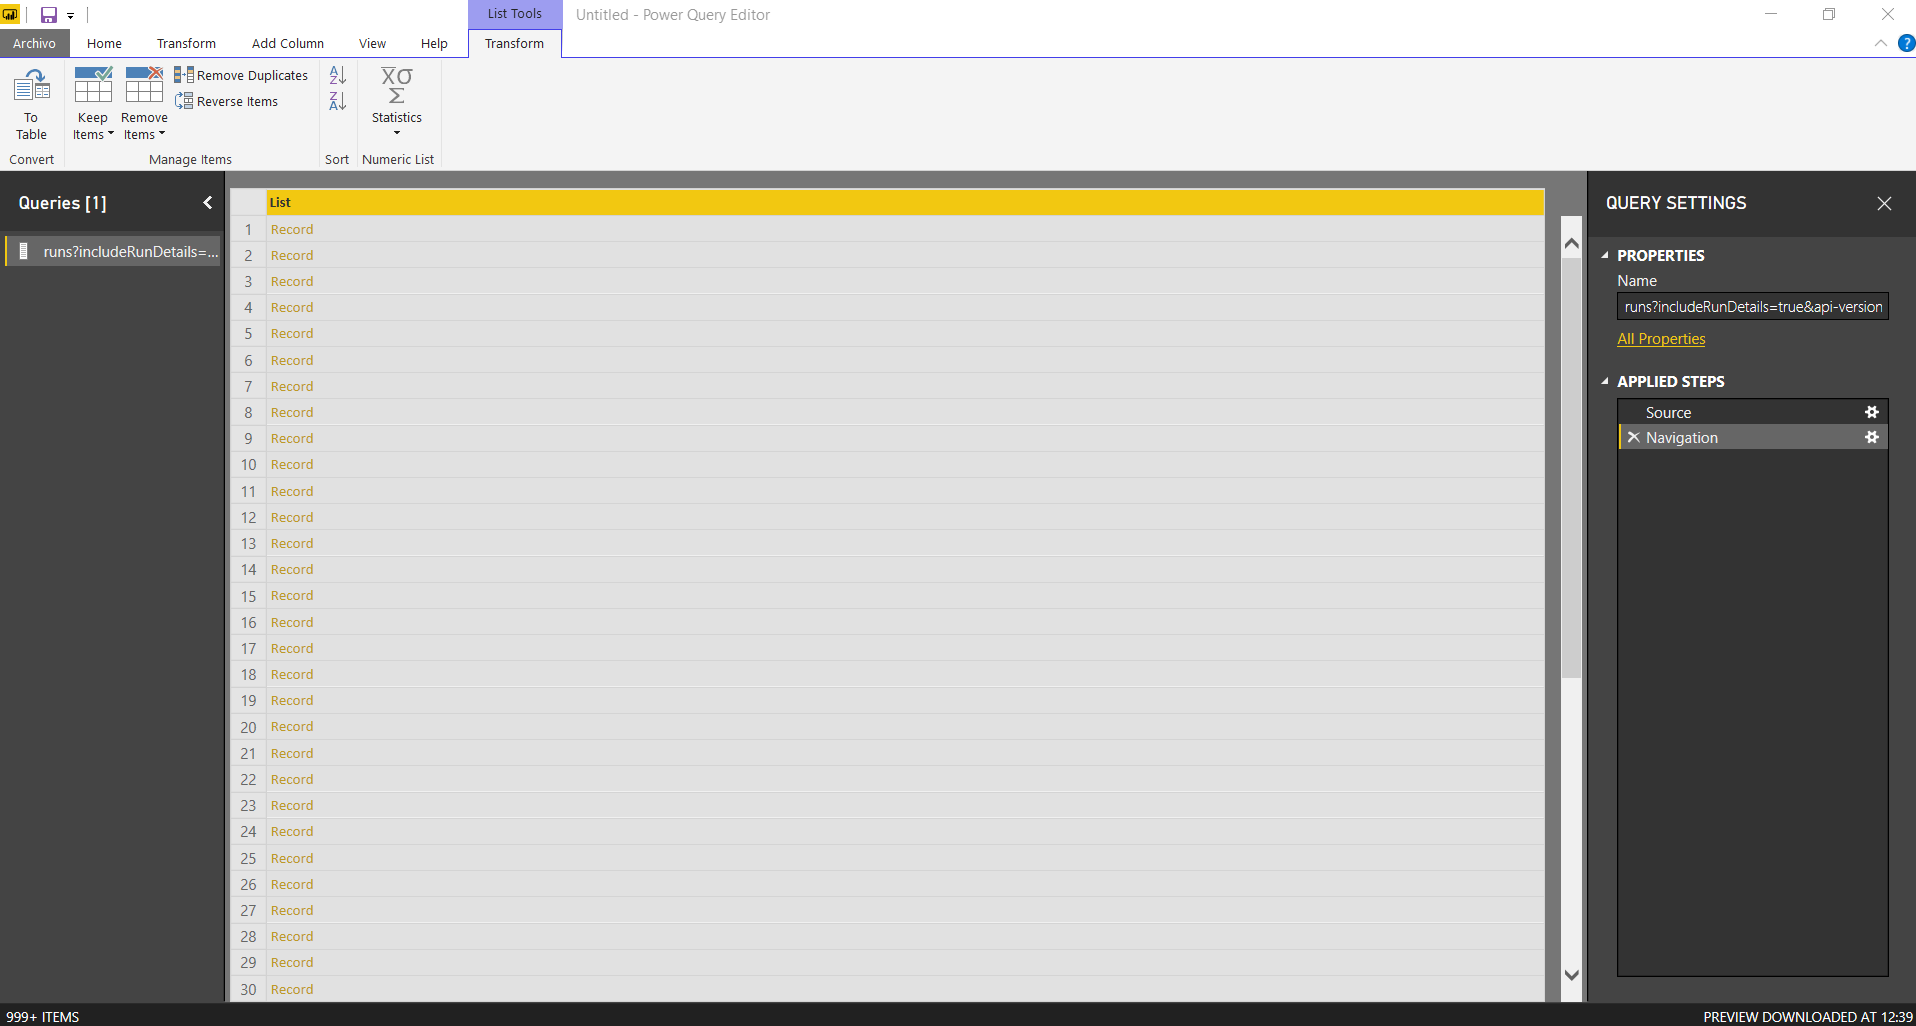 List Tools
Untitled - Power Query Editor
Archivo
Home
Transform
Add Column
View
Help
Transform
?
To
Table
Keep
Items
Remove
Items
Remove Duplicates
Reverse Items
A
Z
Z
A
X̅σ
Σ
Statistics
Convert
Manage Items
Sort
Numeric List
Queries [1]
runs?includeRunDetails=...
List
1 Record
2 Record
3 Record
4 Record
5 Record
6 Record
7 Record
8 Record
9 Record
10 Record
11 Record
12 Record
13 Record
14 Record
15 Record
16 Record
17 Record
18 Record
19 Record
20 Record
21 Record
22 Record
23 Record
24 Record
25 Record
26 Record
27 Record
28 Record
29 Record
30 Record
QUERY SETTINGS
PROPERTIES
Name
runs?includeRunDetails=true&api-version
All Properties
APPLIED STEPS
Source
Navigation
999+ ITEMS
PREVIEW DOWNLOADED AT 12:39